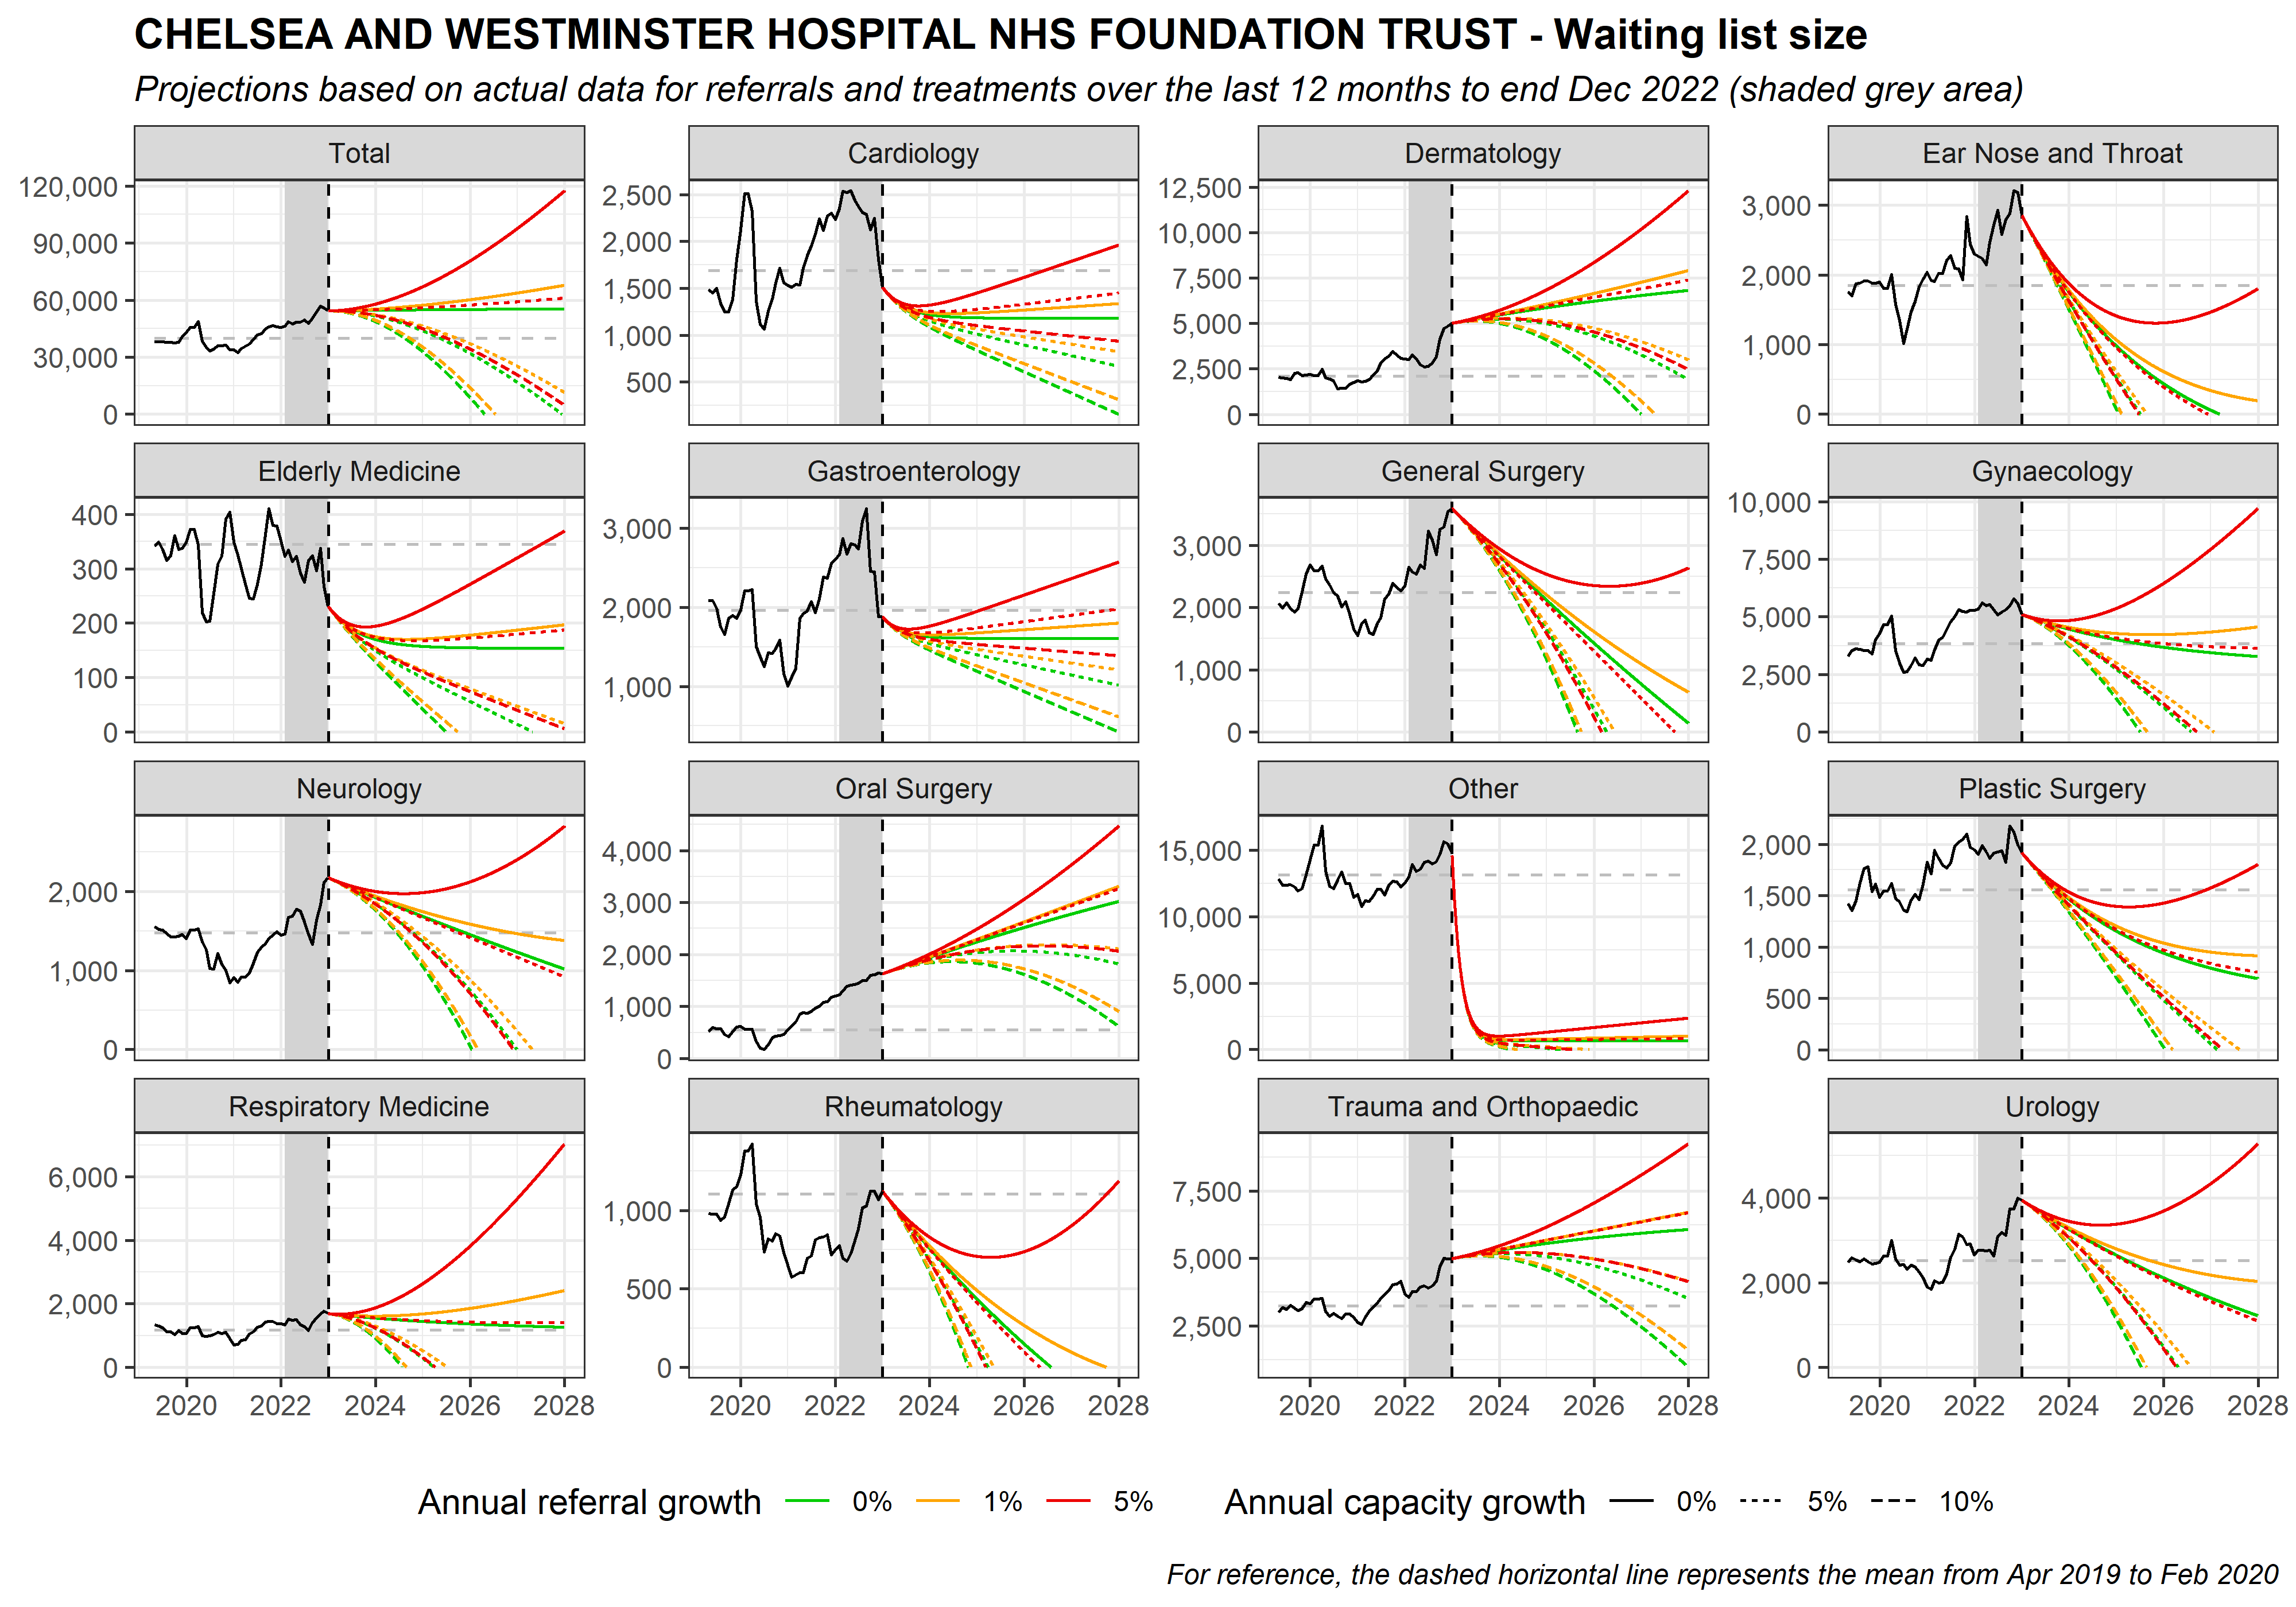 CHELSEA AND WESTMINSTER HOSPITAL NHS FOUNDATION TRUST - Waiting list size
Projections based on actual data for referrals and treatments over the last 12 months to end Dec 2022 (shaded grey area)
Total
120,000
90,000
60,000
30,000
0
Cardiology
2,500
2,000
1,500
1,000
500
Dermatology
12,500
10,000
7,500
5,000
2,500
0
Ear Nose and Throat
3,000
2,000
1,000
0
Elderly Medicine
400
300
200
100
0
Gastroenterology
3,000
2,000
1,000
General Surgery
3,000
2,000
1,000
0
Gynaecology
10,000
7,500
5,000
2,500
0
Neurology
2,000
1,000
0
Oral Surgery
4,000
3,000
2,000
1,000
0
Other
15,000
10,000
5,000
0
Plastic Surgery
2,000
1,500
1,000
500
0
Respiratory Medicine
6,000
4,000
2,000
0
2020 2022 2024 2026 2028
Rheumatology
1,000
500
0
2020 2022 2024 2026 2028
Trauma and Orthopaedic
7,500
5,000
2,500
2020 2022 2024 2026 2028
Urology
4,000
2,000
0
2020 2022 2024 2026 2028
Annual referral growth 0% 1% 5% Annual capacity growth 0% 5% 10%
For reference, the dashed horizontal line represents the mean from Apr 2019 to Feb 2020